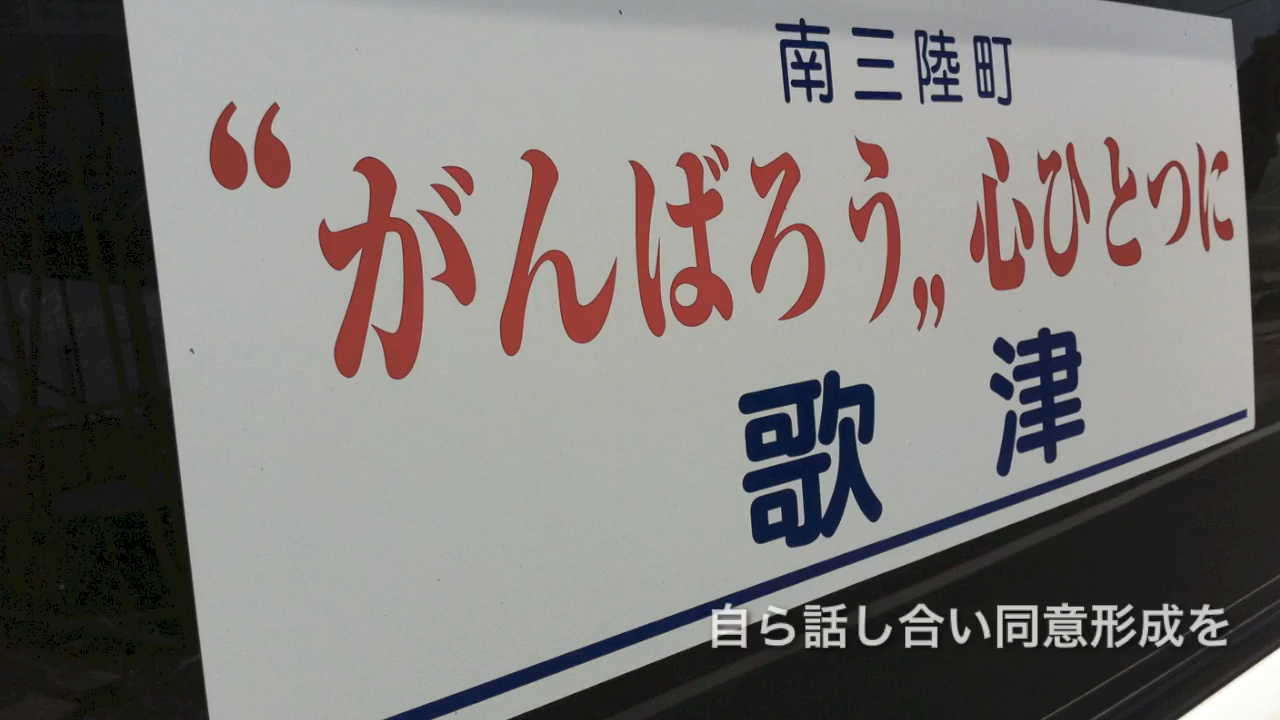 南三陸町
“がんばろう„ 心ひとつに
歌津
自ら話し合い同意形成を